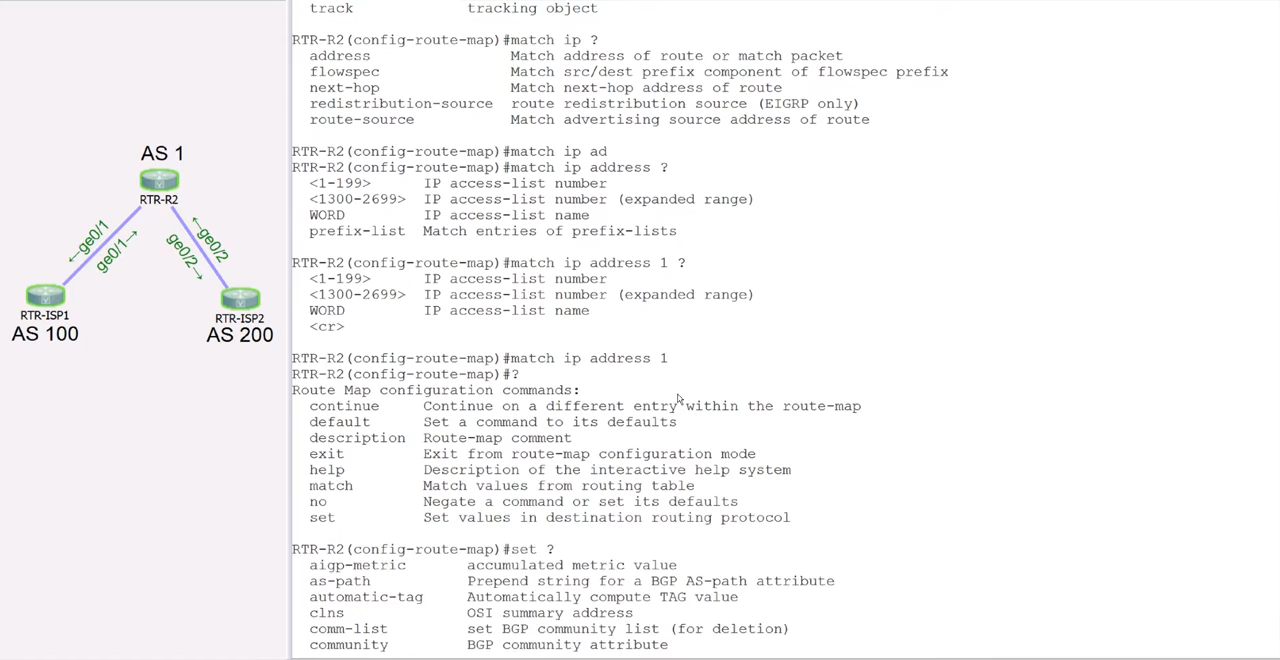 AS 1
RTR-R2
←ge0/1
ge0/1→
←ge0/2
ge0/2→
RTR-ISP1
AS 100
RTR-ISP2
AS 200
track tracking object
RTR-R2(config-route-map)#match ip ?
address Match address of route or match packet
flowspec Match src/dest prefix component of flowspec prefix
next-hop Match next-hop address of route
redistribution-source route redistribution source (EIGRP only)
route-source Match advertising source address of route
RTR-R2(config-route-map)#match ip ad
RTR-R2(config-route-map)#match ip address ?
<1-199> IP access-list number
<1300-2699> IP access-list number (expanded range)
WORD IP access-list name
prefix-list Match entries of prefix-lists
RTR-R2(config-route-map)#match ip address 1 ?
<1-199> IP access-list number
<1300-2699> IP access-list number (expanded range)
WORD IP access-list name
<cr>
RTR-R2(config-route-map)#match ip address 1
RTR-R2(config-route-map)#?
Route Map configuration commands:
continue Continue on a different entry within the route-map
default Set a command to its defaults
description Route-map comment
exit Exit from route-map configuration mode
help Description of the interactive help system
match Match values from routing table
no Negate a command or set its defaults
set Set values in destination routing protocol
RTR-R2(config-route-map)#set ?
aigp-metric accumulated metric value
as-path Prepend string for a BGP AS-path attribute
automatic-tag Automatically compute TAG value
clns OSI summary address
comm-list set BGP community list (for deletion)
community BGP community attribute